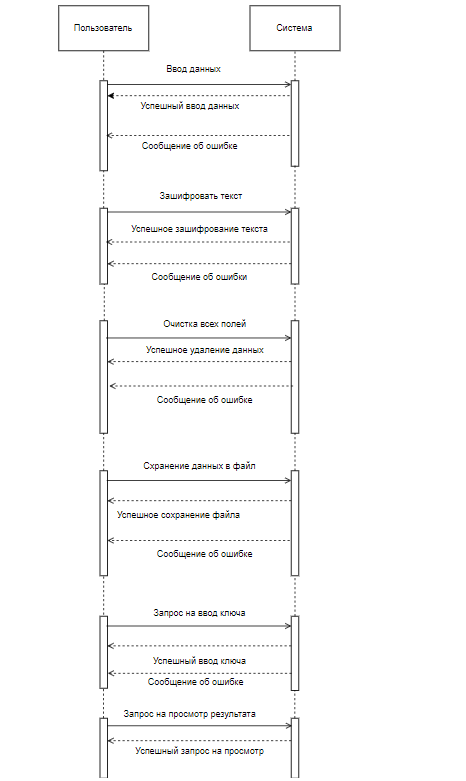 Пользователь
Система
Ввод данных
Успешный ввод данных
Сообщение об ошибке
Зашифровать текст
Успешное зашифрование текста
Сообщение об ошибки
Очистка всех полей
Успешное удаление данных
Сообщение об ошибке
Схранение данных в файл
Успешное сохранение файла
Сообщение об ошибке
Запрос на ввод ключа
Успешный ввод ключа
Сообщение об ошибке
Запрос на просмотр результата
Успешный запрос на просмотр